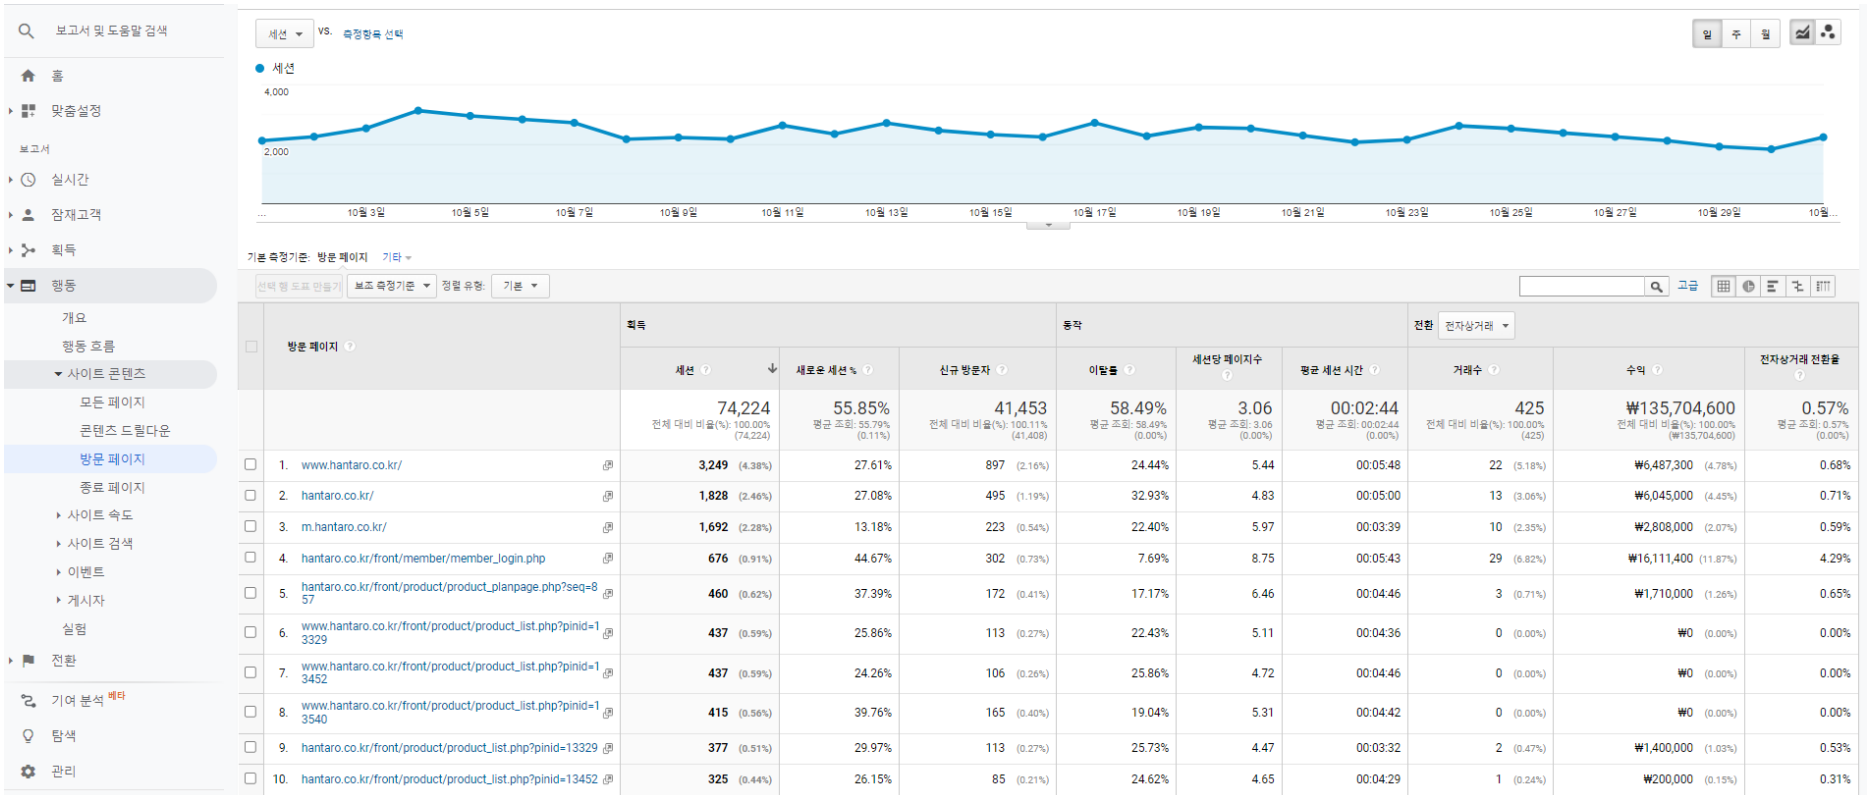 보고서 및 도움말 검색
홈
맞춤설정
보고서
실시간
잠재고객
획득
행동
개요
행동 흐름
사이트 콘텐츠
모든 페이지
콘텐츠 드릴다운
방문 페이지
종료 페이지
사이트 속도
사이트 검색
이벤트
게시자
실험
전환
기여 분석 베타
탐색
관리
세션 vs. 측정항목 선택
일 주 월
세션
4,000
2,000
... 10월 3일 10월 5일 10월 7일 10월 9일 10월 11일 10월 13일 10월 15일 10월 17일 10월 19일 10월 21일 10월 23일 10월 25일 10월 27일 10월 29일 10월...
기본 측정기준: 방문 페이지 기타
선택 행 도표 만들기 보조 측정기준 정렬 유형: 기본 고급
방문 페이지 ?
획득 동작 전환 전자상거래
세션 ? 새로운 세션 % ? 신규 방문자 ? 이탈률 ? 세션당 페이지수 ? 평균 세션 시간 ? 거래수 ? 수익 ? 전자상거래 전환율 ?
74,224 55.85% 41,453 58.49% 3.06 00:02:44 425 ₩135,704,600 0.57%
전체 대비 비율(%): 100.00% 평균 조회: 55.79% 전체 대비 비율(%): 100.11% 평균 조회: 58.49% 평균 조회: 3.06 평균 조회: 00:02:44 전체 대비 비율(%): 100.00% 전체 대비 비율(%): 100.00% 평균 조회: 0.57%
(74,224) (0.11%) (41,408) (0.00%) (0.00%) (0.00%) (425) (₩135,704,600) (0.00%)
1. www.hantaro.co.kr/ 3,249 (4.38%) 27.61% 897 (2.16%) 24.44% 5.44 00:05:48 22 (5.18%) ₩6,487,300 (4.78%) 0.68%
2. hantaro.co.kr/ 1,828 (2.46%) 27.08% 495 (1.19%) 32.93% 4.83 00:05:00 13 (3.06%) ₩6,045,000 (4.45%) 0.71%
3. m.hantaro.co.kr/ 1,692 (2.28%) 13.18% 223 (0.54%) 22.40% 5.97 00:03:39 10 (2.35%) ₩2,808,000 (2.07%) 0.59%
4. hantaro.co.kr/front/member/member_login.php 676 (0.91%) 44.67% 302 (0.73%) 7.69% 8.75 00:05:43 29 (6.82%) ₩16,111,400 (11.87%) 4.29%
5. hantaro.co.kr/front/product/product_planpage.php?seq=8
57 460 (0.62%) 37.39% 172 (0.41%) 17.17% 6.46 00:04:46 3 (0.71%) ₩1,710,000 (1.26%) 0.65%
6. www.hantaro.co.kr/front/product/product_list.php?pinid=1
3329 437 (0.59%) 25.86% 113 (0.27%) 22.43% 5.11 00:04:36 0 (0.00%) ₩0 (0.00%) 0.00%
7. www.hantaro.co.kr/front/product/product_list.php?pinid=1
3452 437 (0.59%) 24.26% 106 (0.26%) 25.86% 4.72 00:04:46 0 (0.00%) ₩0 (0.00%) 0.00%
8. www.hantaro.co.kr/front/product/product_list.php?pinid=1
3540 415 (0.56%) 39.76% 165 (0.40%) 19.04% 5.31 00:04:42 0 (0.00%) ₩0 (0.00%) 0.00%
9. hantaro.co.kr/front/product/product_list.php?pinid=13329 377 (0.51%) 29.97% 113 (0.27%) 25.73% 4.47 00:03:32 2 (0.47%) ₩1,400,000 (1.03%) 0.53%
10. hantaro.co.kr/front/product/product_list.php?pinid=13452 325 (0.44%) 26.15% 85 (0.21%) 24.62% 4.65 00:04:29 1 (0.24%) ₩200,000 (0.15%) 0.31%